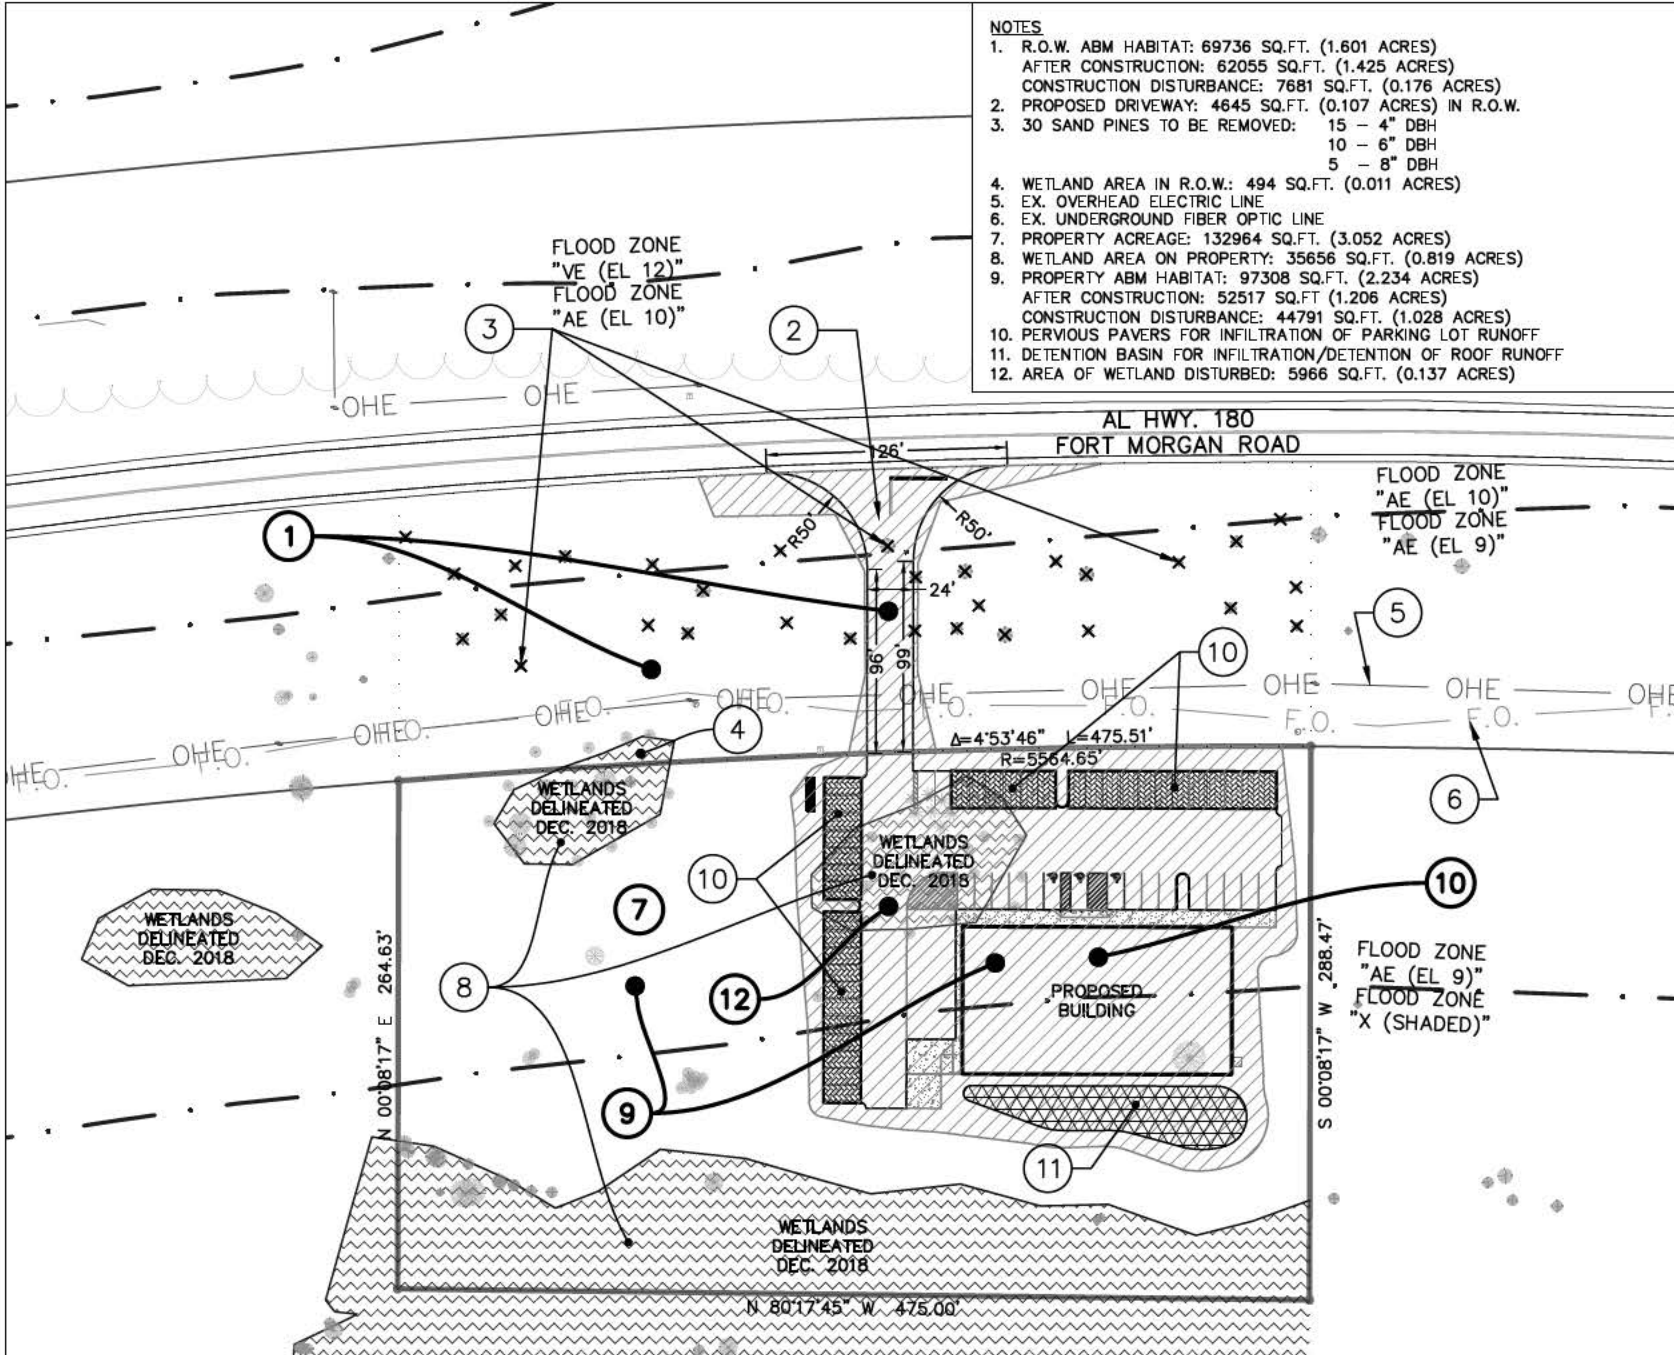 NOTES
1. R.O.W. ABM HABITAT: 69736 SQ.FT. (1.601 ACRES)
AFTER CONSTRUCTION: 62055 SQ.FT. (1.425 ACRES)
CONSTRUCTION DISTURBANCE: 7681 SQ.FT. (0.176 ACRES)
2. PROPOSED DRIVEWAY: 4645 SQ.FT. (0.107 ACRES) IN R.O.W.
3. 30 SAND PINES TO BE REMOVED: 15 – 4" DBH
10 – 6" DBH
5 – 8" DBH
4. WETLAND AREA IN R.O.W.: 494 SQ.FT. (0.011 ACRES)
5. EX. OVERHEAD ELECTRIC LINE
6. EX. UNDERGROUND FIBER OPTIC LINE
7. PROPERTY ACREAGE: 132964 SQ.FT. (3.052 ACRES)
8. WETLAND AREA ON PROPERTY: 35656 SQ.FT. (0.819 ACRES)
9. PROPERTY ABM HABITAT: 97308 SQ.FT. (2.234 ACRES)
AFTER CONSTRUCTION: 52517 SQ.FT (1.206 ACRES)
CONSTRUCTION DISTURBANCE: 44791 SQ.FT. (1.028 ACRES)
10. PERVIOUS PAVERS FOR INFILTRATION OF PARKING LOT RUNOFF
11. DETENTION BASIN FOR INFILTRATION/DETENTION OF ROOF RUNOFF
12. AREA OF WETLAND DISTURBED: 5966 SQ.FT. (0.137 ACRES)
FLOOD ZONE
"VE (EL 12)"
FLOOD ZONE
"AE (EL 10)"
3
2
OHE
OHE
AL HWY. 180
FORT MORGAN ROAD
126'
FLOOD ZONE
"AE (EL 10)"
FLOOD ZONE
"AE (EL 9)"
R50'
R50'
1
24'
5
96'
99'
10
OHE
OHE
OHE
OHE
OHE
OHE
OHE
OHE
OHE
OHE
F.O.
F.O.
F.O.
F.O.
F.O.
F.O.
F.O.
F.O.
F.O.
F.O.
4
Δ=4°53'46" L=475.51'
R=5564.65'
6
WETLANDS
DELINEATED
DEC. 2018
WETLANDS
DELINEATED
DEC. 2018
10
10
7
WETLANDS
DELINEATED
DEC. 2018
N 00°08'17" E 264.63'
S 00°08'17" W 288.47'
FLOOD ZONE
"AE (EL 9)"
FLOOD ZONE
"X (SHADED)"
8
12
PROPOSED
BUILDING
9
11
WETLANDS
DELINEATED
DEC. 2018
N 80°17'45" W 475.00'